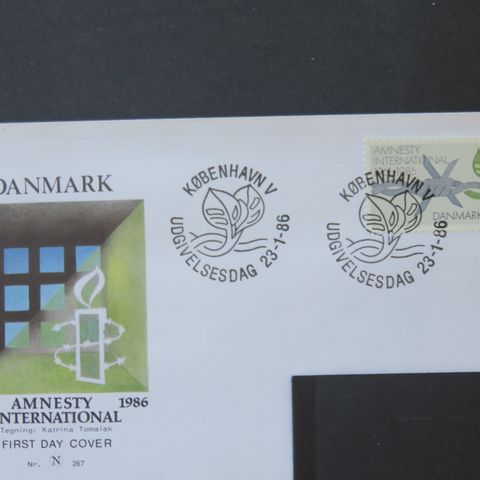 DANMARK
AMNESTY 1986
INTERNATIONAL
Tegning: Katrina Tomalak
FIRST DAY COVER
Nr. N 267
KØBENHAVN V
UDGIVELSESDAG 23-1-86
KØBENHAVN V
UDGIVELSESDAG 23-1-86
AMNESTY
INTERNATIONAL
1986
DANMARK